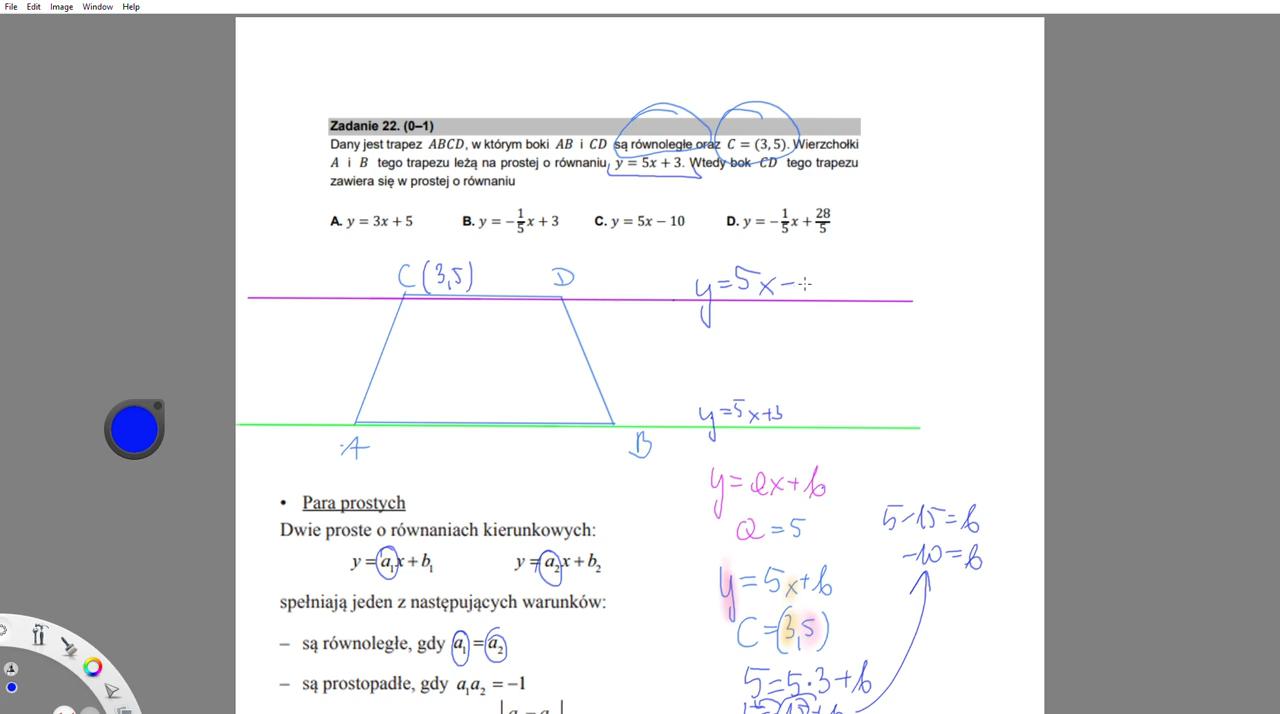 File Edit Image Window Help
Zadanie 22. (0–1)
Dany jest trapez ABCD, w którym boki AB i CD są równoległe oraz C = (3, 5). Wierzchołki
A i B tego trapezu leżą na prostej o równaniu y = 5x + 3. Wtedy bok CD tego trapezu
zawiera się w prostej o równaniu
A. y = 3x + 5 B. y = −1/5x + 3 C. y = 5x − 10 D. y = −1/5x + 28/5
C (3,5) D
y=5x−
y=5x+3
A B
y=ax+b
a=5
5−15=b
−10=b
• Para prostych
Dwie proste o równaniach kierunkowych:
y=a₁x+b₁ y=a₂x+b₂
y=5x+b
C=(3,5)
spełniają jeden z następujących warunków:
– są równoległe, gdy a₁=a₂
5=5·3+b
– są prostopadłe, gdy a₁a₂ = −1